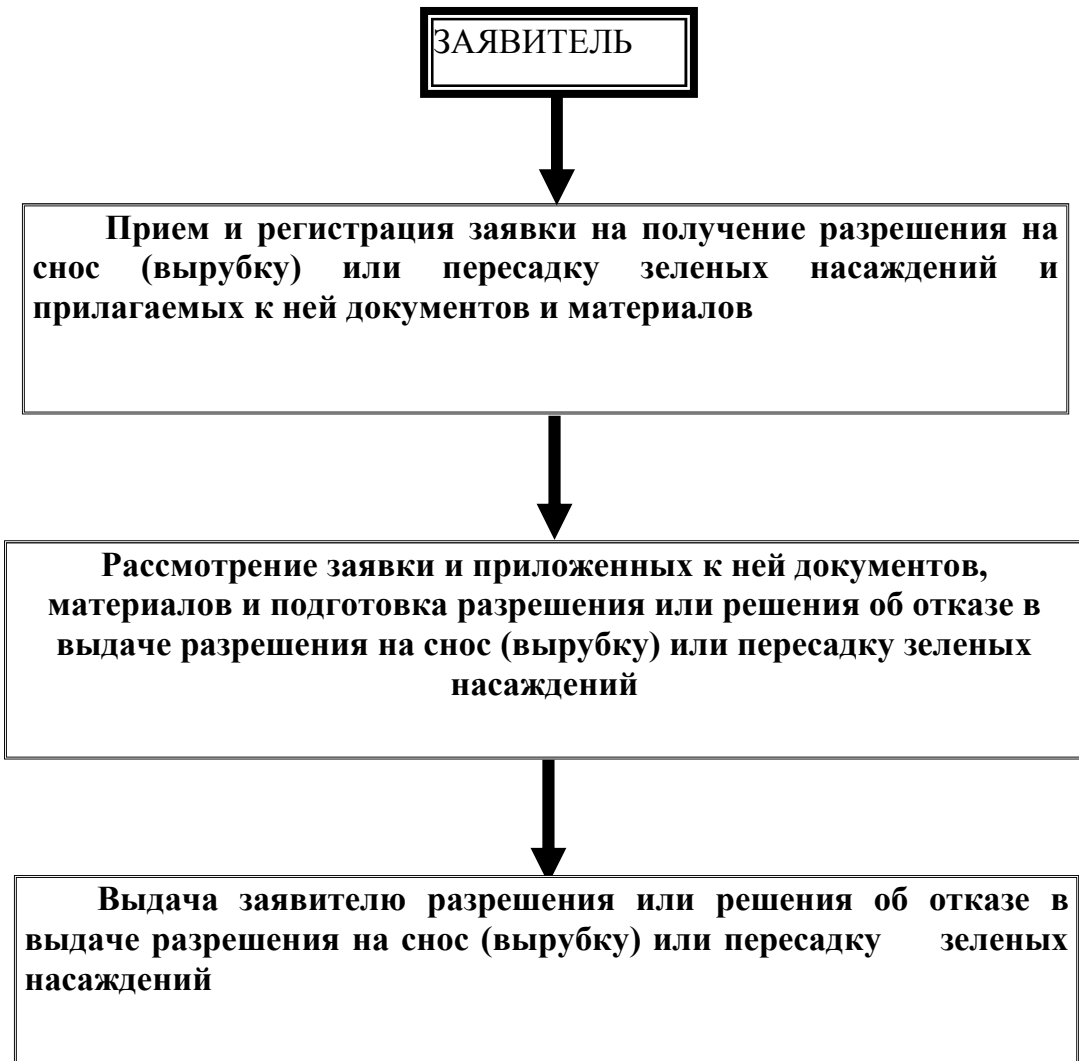 ЗАЯВИТЕЛЬ
Прием и регистрация заявки на получение разрешения на
снос (вырубку) или пересадку зеленых насаждений и
прилагаемых к ней документов и материалов
Рассмотрение заявки и приложенных к ней документов,
материалов и подготовка разрешения или решения об отказе в
выдаче разрешения на снос (вырубку) или пересадку зеленых
насаждений
Выдача заявителю разрешения или решения об отказе в
выдаче разрешения на снос (вырубку) или пересадку зеленых
насаждений